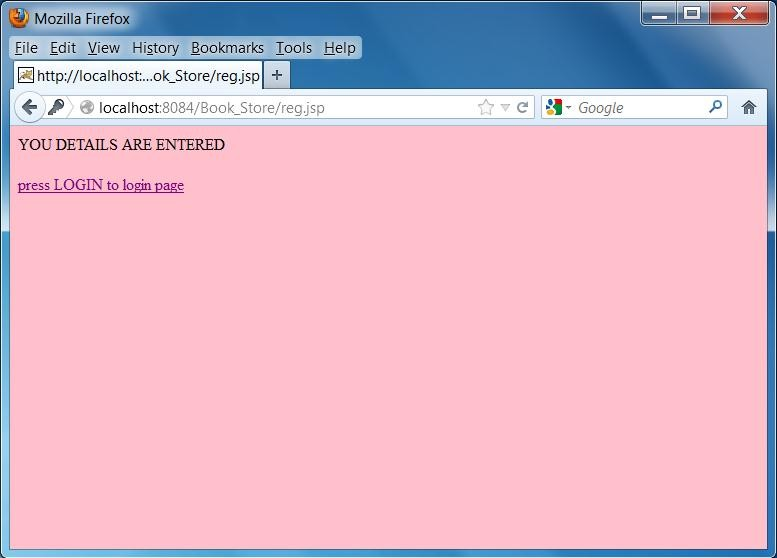 Mozilla Firefox
File Edit View History Bookmarks Tools Help
http://localhost:...ok_Store/reg.jsp
localhost:8084/Book_Store/reg.jsp Google
YOU DETAILS ARE ENTERED
press LOGIN to login page